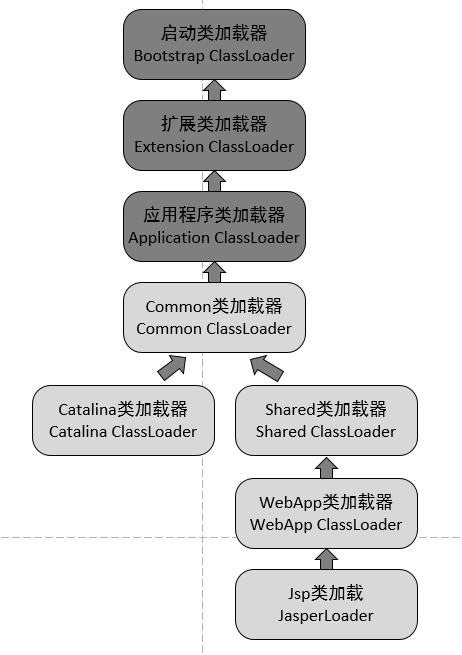 启动类加载器
Bootstrap ClassLoader
扩展类加载器
Extension ClassLoader
应用程序类加载器
Application ClassLoader
Common类加载器
Common ClassLoader
Catalina类加载器
Catalina ClassLoader
Shared类加载器
Shared ClassLoader
WebApp类加载器
WebApp ClassLoader
Jsp类加载
JasperLoader